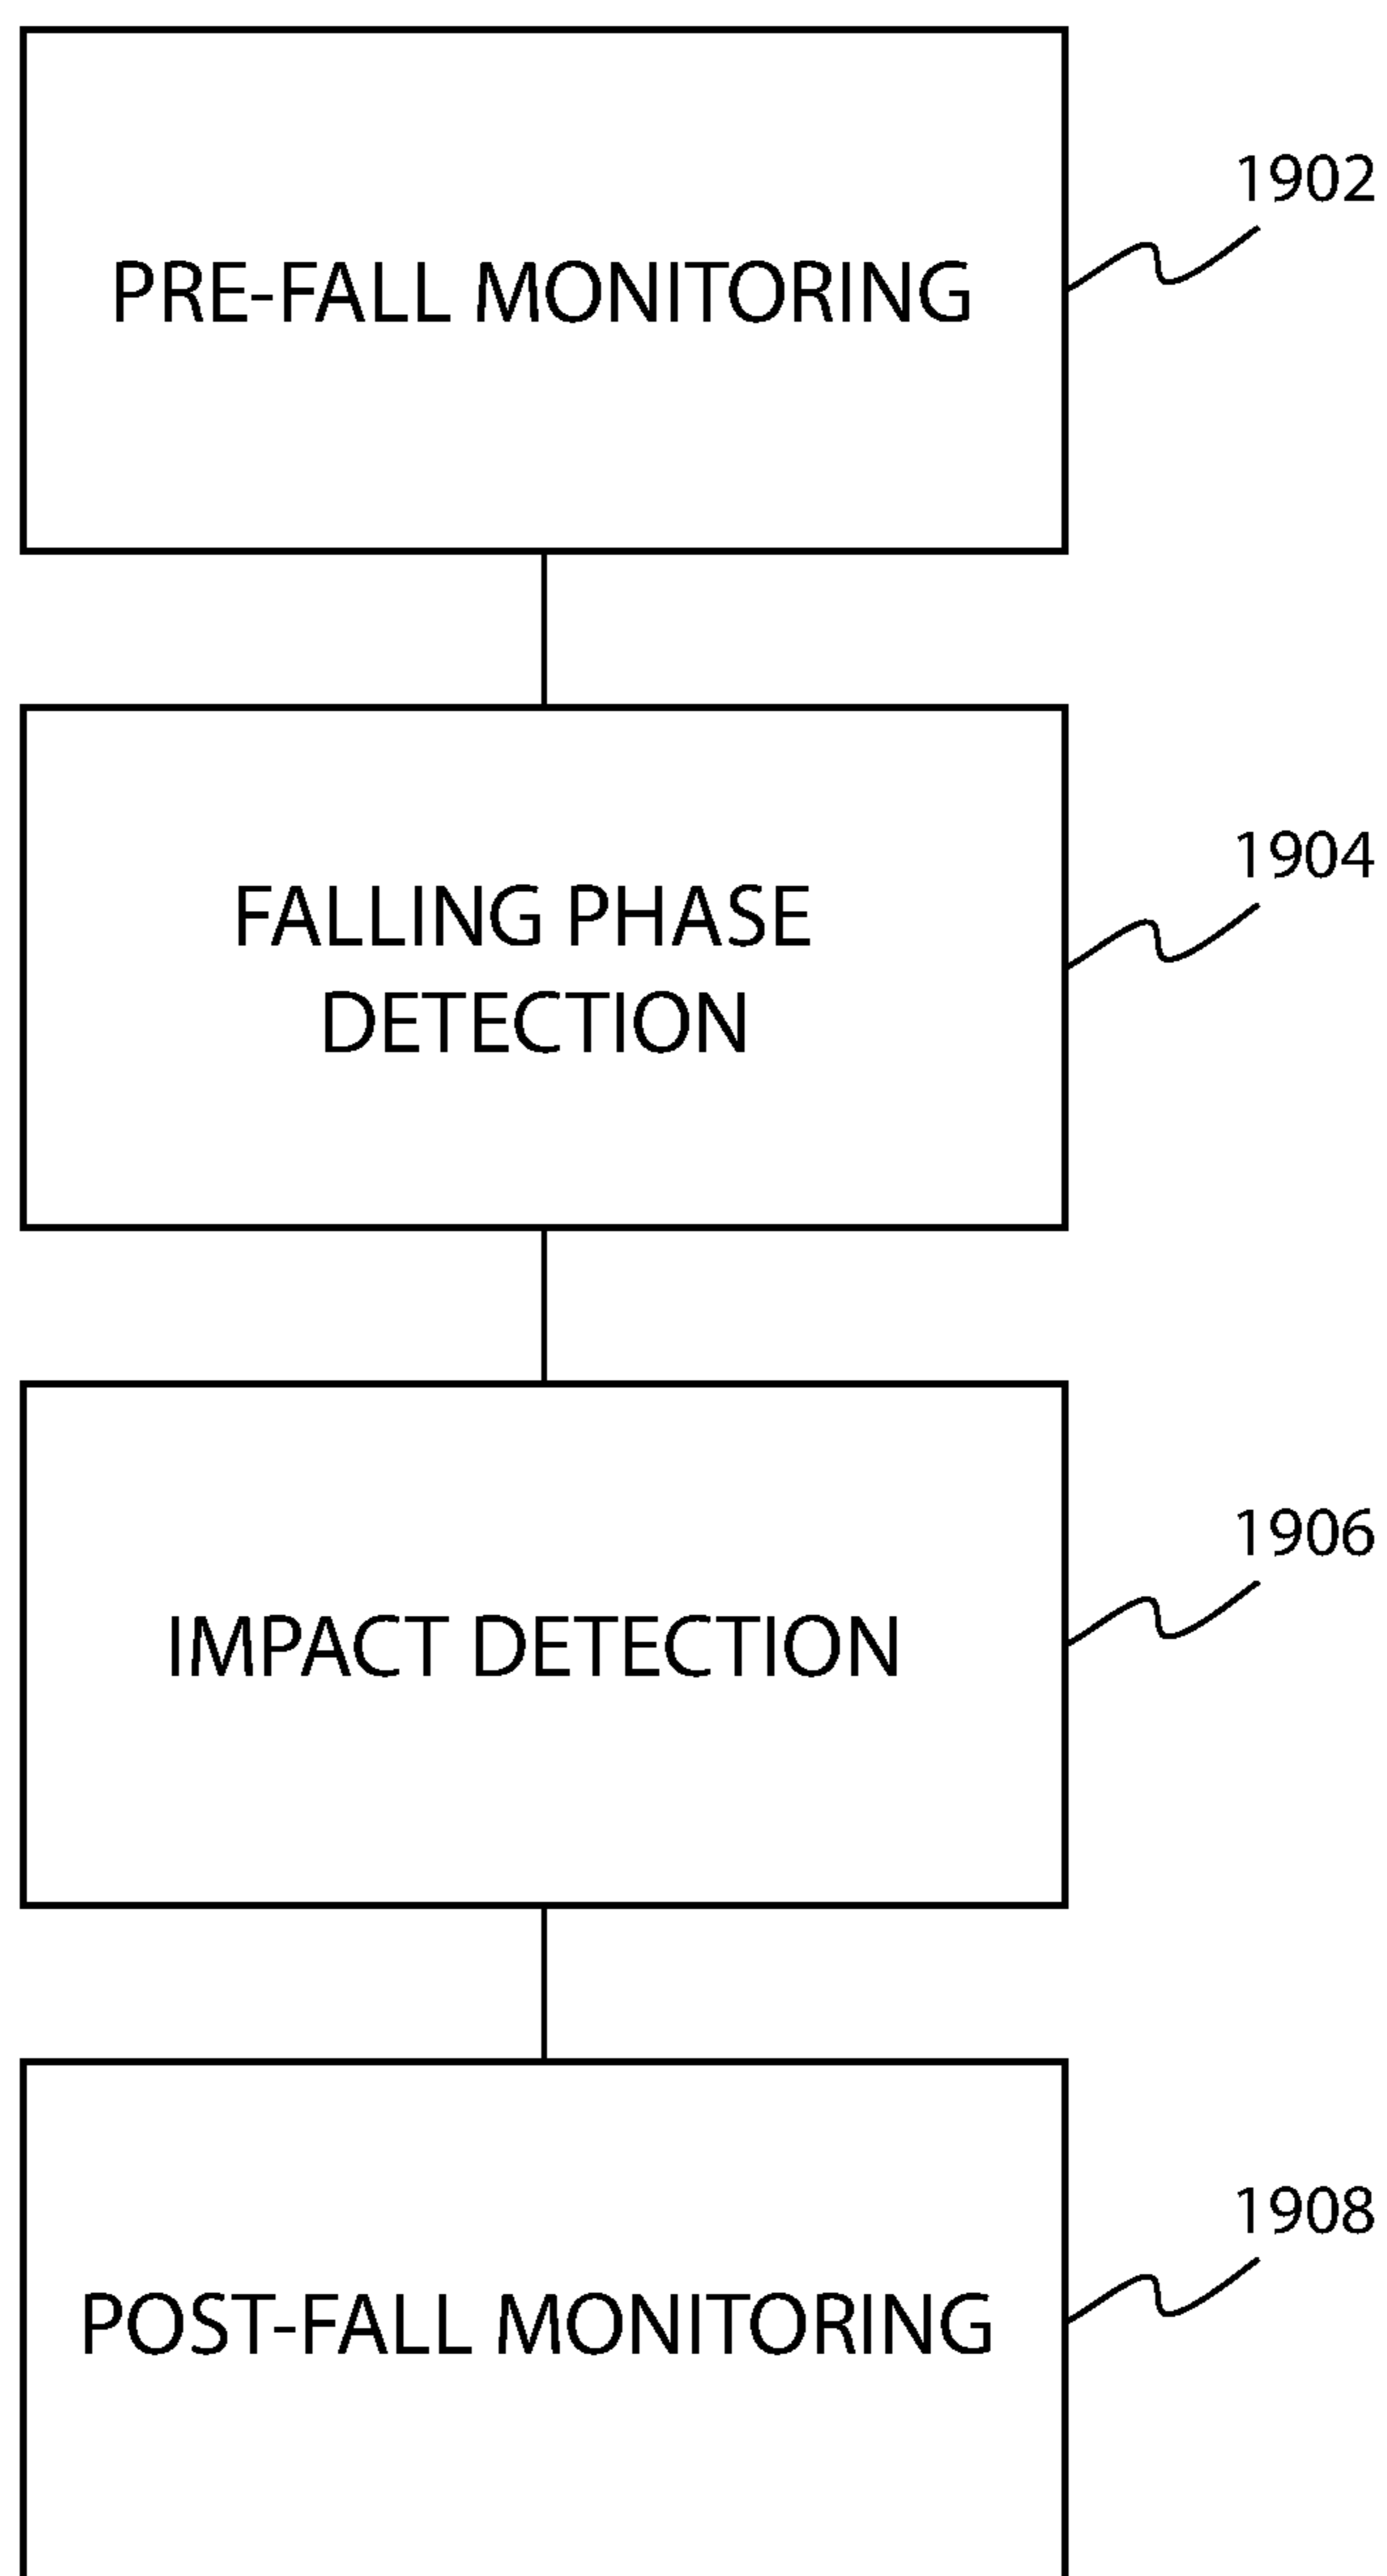 PRE-FALL MONITORING
1902
FALLING PHASE
DETECTION
1904
IMPACT DETECTION
1906
POST-FALL MONITORING
1908